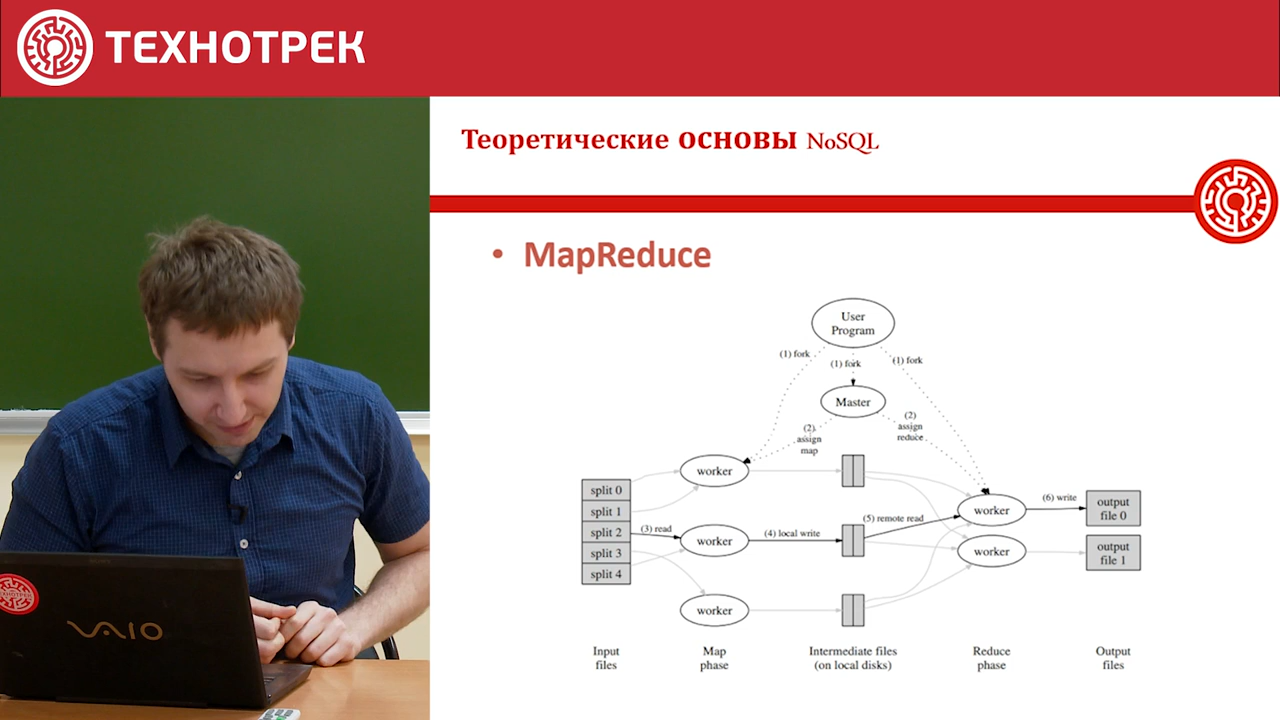 ТЕХНОТРЕК
Теоретические ОСНОВЫ NoSQL
• MapReduce
User
Program
(1) fork
(1) fork
(1) fork
Master
(2)
assign
map
(2)
assign
reduce
worker
split 0
split 1
split 2
split 3
split 4
(3) read
worker
(4) local write
(5) remote read
worker
(6) write
output
file 0
worker
output
file 1
worker
Input
files
Map
phase
Intermediate files
(on local disks)
Reduce
phase
Output
files
ТЕХНОТРЕК
VAIO